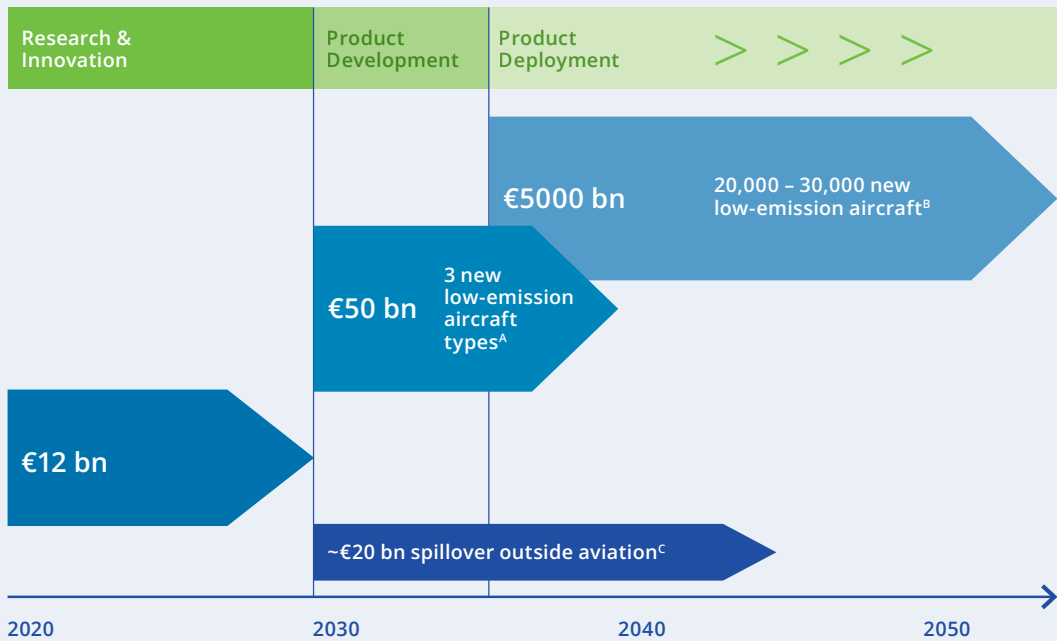 Research &
Innovation
Product
Development
Product
Deployment
> > > >
€5000 bn
20,000 – 30,000 new
low-emission aircraftᴮ
€50 bn
3 new
low-emission
aircraft
typesᴬ
€12 bn
~€20 bn spillover outside aviationᶜ
2020
2030
2040
2050